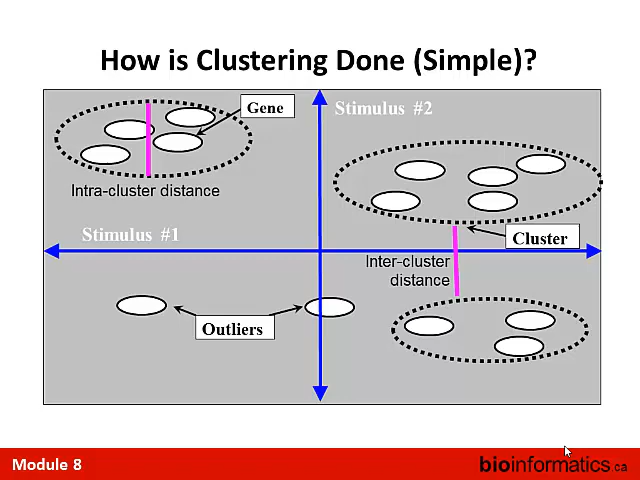 How is Clustering Done (Simple)?
Gene
Stimulus #2
Intra-cluster distance
Stimulus #1
Cluster
Inter-cluster
distance
Outliers
Module 8
bioinformatics.ca